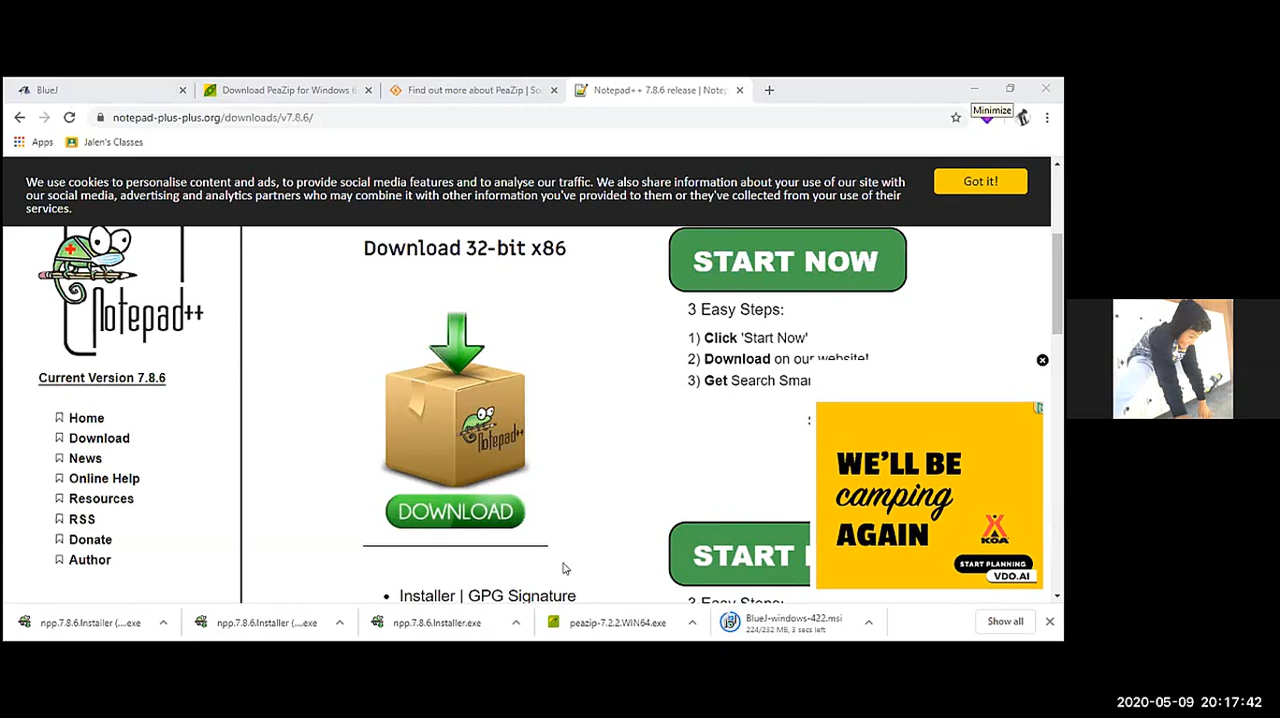 BlueJ
Download PeaZip for Windows 6
Find out more about PeaZip | So
Notepad++ 7.8.6 release | Note
notepad-plus-plus.org/downloads/v7.8.6/
Minimize
Apps
Jalen's Classes
We use cookies to personalise content and ads, to provide social media features and to analyse our traffic. We also share information about your use of our site with
our social media, advertising and analytics partners who may combine it with other information you've provided to them or they've collected from your use of their
services.
Got it!
Notepad++
Current Version 7.8.6
Home
Download
News
Online Help
Resources
RSS
Donate
Author
Download 32-bit x86
Notepad++
DOWNLOAD
Installer | GPG Signature
START NOW
3 Easy Steps:
1) Click 'Start Now'
2) Download on our website!
3) Get Search Smar
START
3 Easy Steps:
WE'LL BE
camping
AGAIN
KOA
START PLANNING
VDO.AI
npp.7.8.6.Installer (....exe
npp.7.8.6.Installer (....exe
npp.7.8.6.Installer.exe
peazip-7.2.2.WIN64.exe
BlueJ-windows-422.msi
224/232 MB, 3 secs left
Show all
2020-05-09 20:17:42